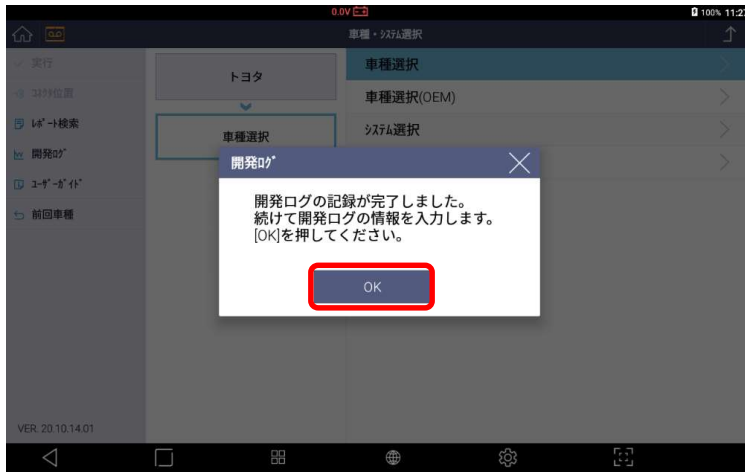 0.0V
100% 11:27
車種・ｼｽﾃﾑ選択
実行
ｺﾈｸﾀ位置
ﾚﾎﾟｰﾄ検索
開発ﾛｸﾞ
ﾕｰｻﾞｰｶﾞｲﾄﾞ
前回車種
VER. 20.10.14.01
トヨタ
車種選択
車種選択
車種選択(OEM)
ｼｽﾃﾑ選択
開発ﾛｸﾞ
開発ログの記録が完了しました。
続けて開発ログの情報を入力します。
[OK]を押してください。
OK